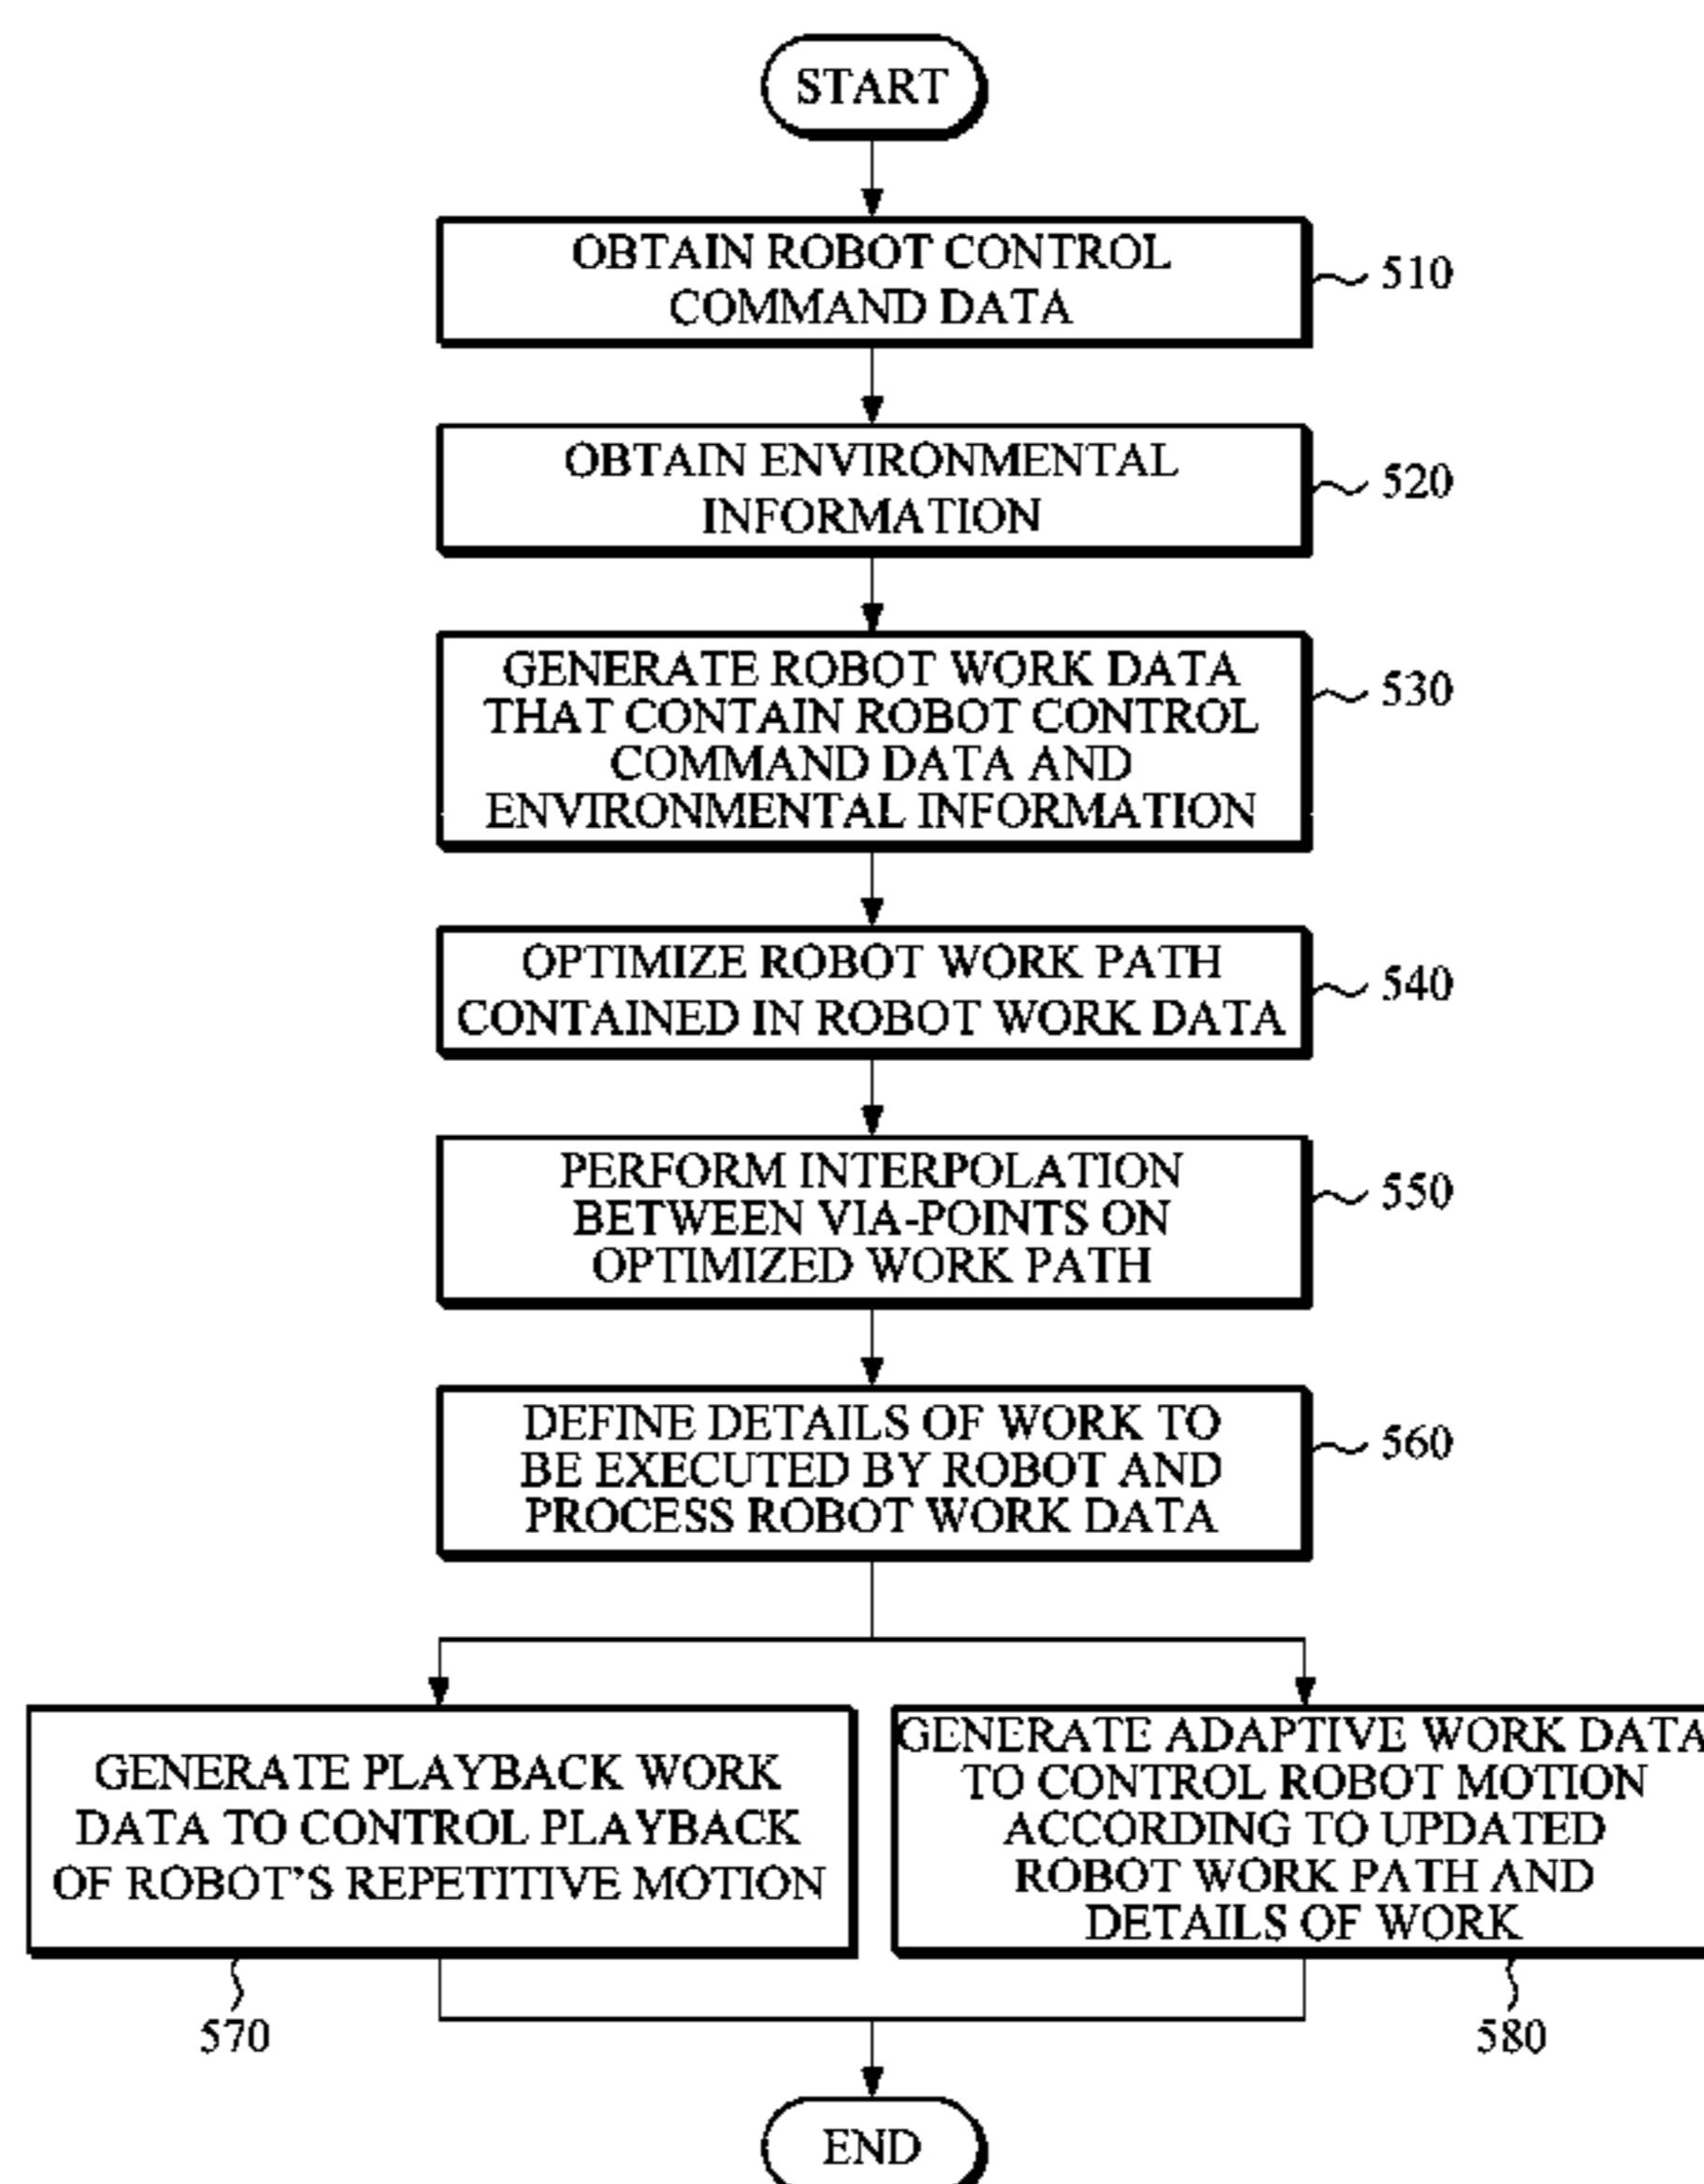 START
OBTAIN ROBOT CONTROL
COMMAND DATA
510
OBTAIN ENVIRONMENTAL
INFORMATION
520
GENERATE ROBOT WORK DATA
THAT CONTAIN ROBOT CONTROL
COMMAND DATA AND
ENVIRONMENTAL INFORMATION
530
OPTIMIZE ROBOT WORK PATH
CONTAINED IN ROBOT WORK DATA
540
PERFORM INTERPOLATION
BETWEEN VIA-POINTS ON
OPTIMIZED WORK PATH
550
DEFINE DETAILS OF WORK TO
BE EXECUTED BY ROBOT AND
PROCESS ROBOT WORK DATA
560
GENERATE PLAYBACK WORK
DATA TO CONTROL PLAYBACK
OF ROBOT'S REPETITIVE MOTION
570
GENERATE ADAPTIVE WORK DATA
TO CONTROL ROBOT MOTION
ACCORDING TO UPDATED
ROBOT WORK PATH AND
DETAILS OF WORK
580
END